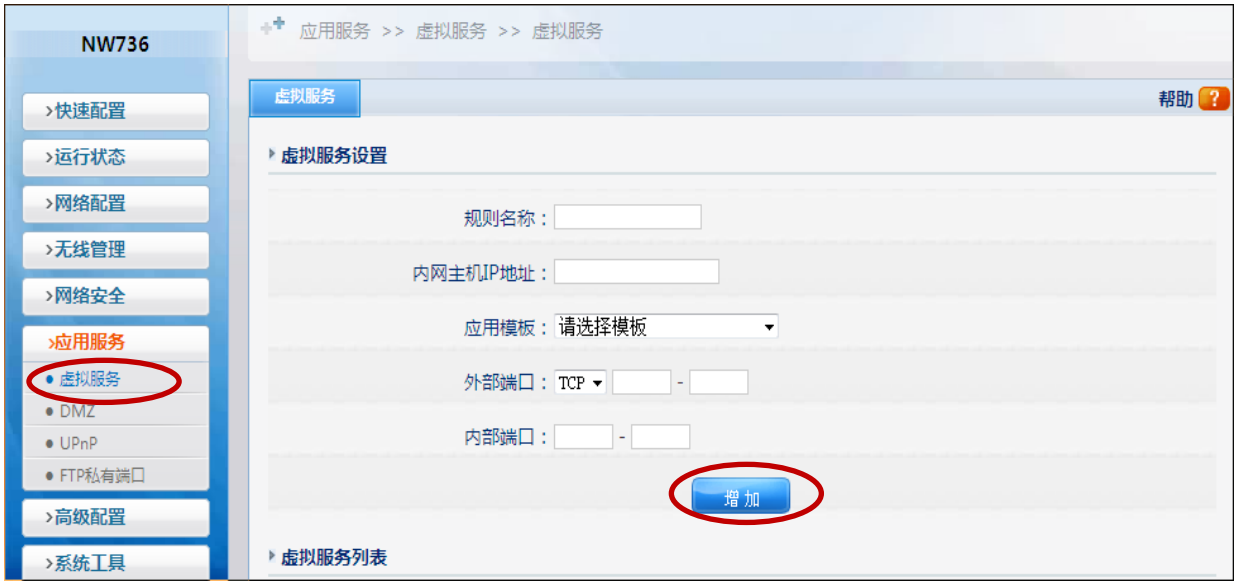 NW736
>快速配置
>运行状态
>网络配置
>无线管理
>网络安全
>应用服务
虚拟服务
DMZ
UPnP
FTP私有端口
>高级配置
>系统工具
应用服务 >> 虚拟服务 >> 虚拟服务
虚拟服务
帮助 ?
虚拟服务设置
规则名称：
内网主机IP地址：
应用模板： 请选择模板
外部端口： TCP -
内部端口： -
增加
虚拟服务列表